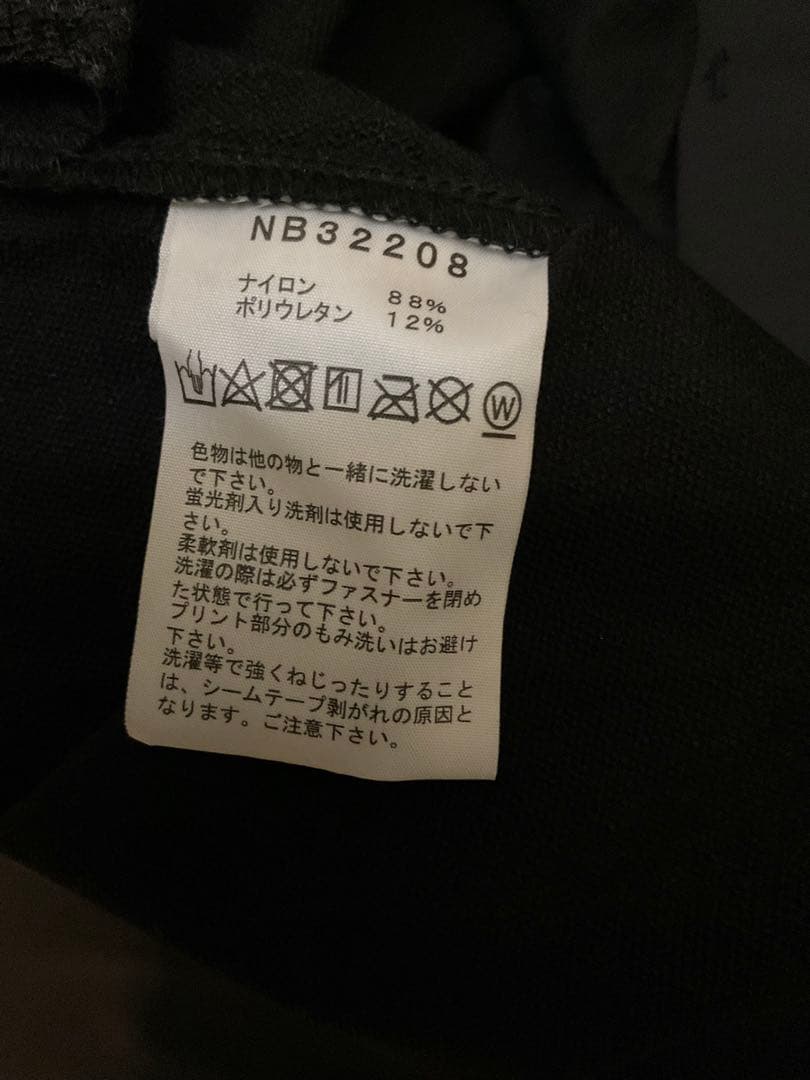 NB32208
ナイロン 88%
ポリウレタン 12%
W
色物は他の物と一緒に洗濯しない
で下さい。
蛍光剤入り洗剤は使用しないで下
さい。
柔軟剤は使用しないで下さい。
洗濯の際は必ずファスナーを閉め
た状態で行って下さい。
プリント部分のもみ洗いはお避け
下さい。
洗濯等で強くねじったりすること
は、シームテープ剥がれの原因と
なります。ご注意下さい。